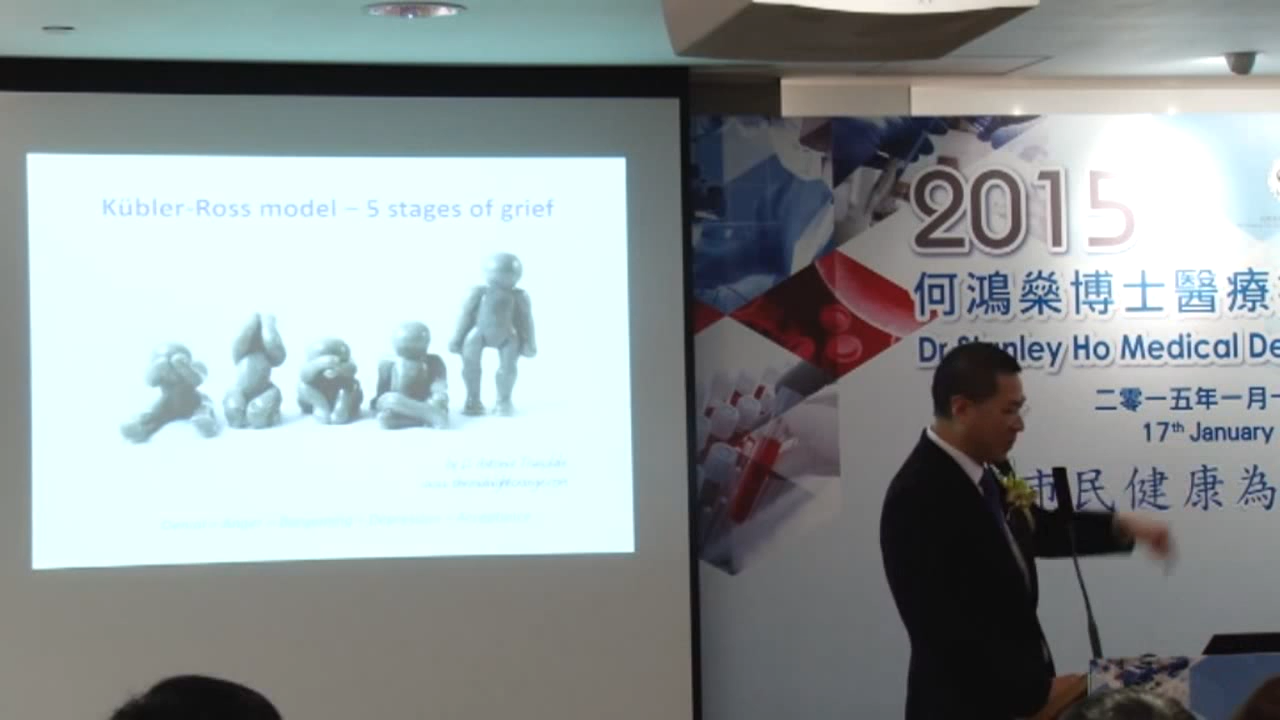 Kübler-Ross model – 5 stages of grief
2015
何鴻燊博士醫療
Dr Stanley Ho Medical De
二零一五年一月
17th January
市民健康為